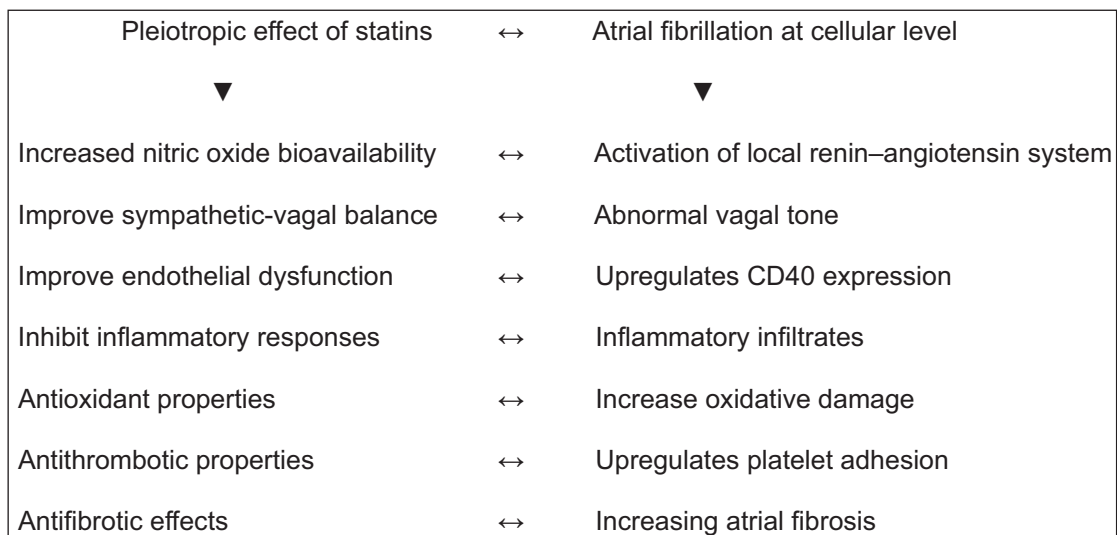 Pleiotropic effect of statins ↔ Atrial fibrillation at cellular level
▼ ▼
Increased nitric oxide bioavailability ↔ Activation of local renin–angiotensin system
Improve sympathetic-vagal balance ↔ Abnormal vagal tone
Improve endothelial dysfunction ↔ Upregulates CD40 expression
Inhibit inflammatory responses ↔ Inflammatory infiltrates
Antioxidant properties ↔ Increase oxidative damage
Antithrombotic properties ↔ Upregulates platelet adhesion
Antifibrotic effects ↔ Increasing atrial fibrosis